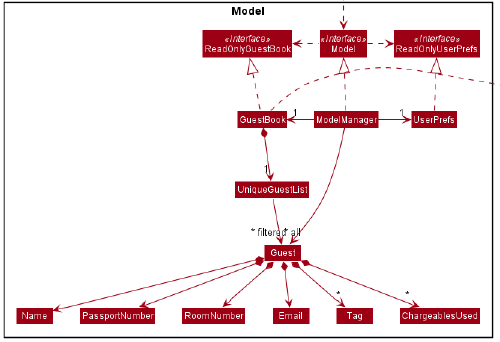 Model
«Interface»
ReadOnlyGuestBook
«Interface»
Model
«Interface»
ReadOnlyUserPrefs
GuestBook
1
ModelManager
1
UserPrefs
1
UniqueGuestList
* filtered
* all
Guest
Name
PassportNumber
RoomNumber
Email
*
Tag
*
ChargeablesUsed